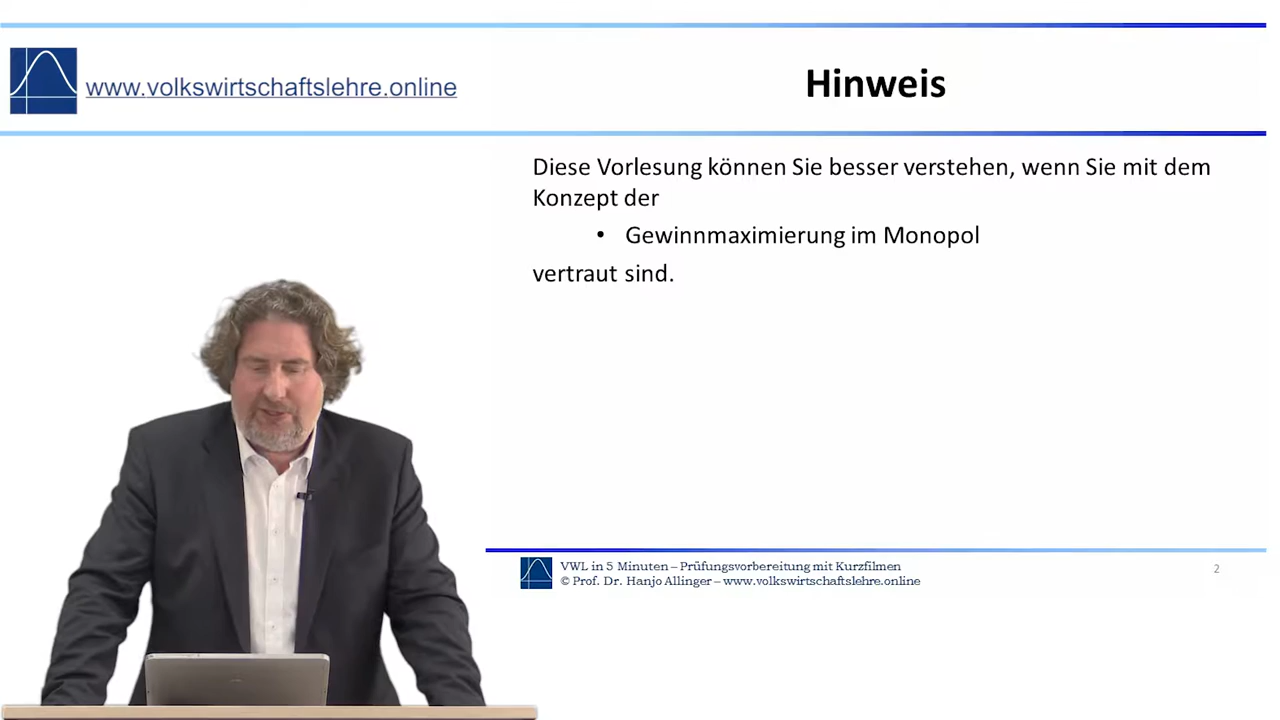 www.volkswirtschaftslehre.online
Hinweis
Diese Vorlesung können Sie besser verstehen, wenn Sie mit dem
Konzept der
• Gewinnmaximierung im Monopol
vertraut sind.
VWL in 5 Minuten – Prüfungsvorbereitung mit Kurzfilmen
© Prof. Dr. Hanjo Allinger – www.volkswirtschaftslehre.online
2